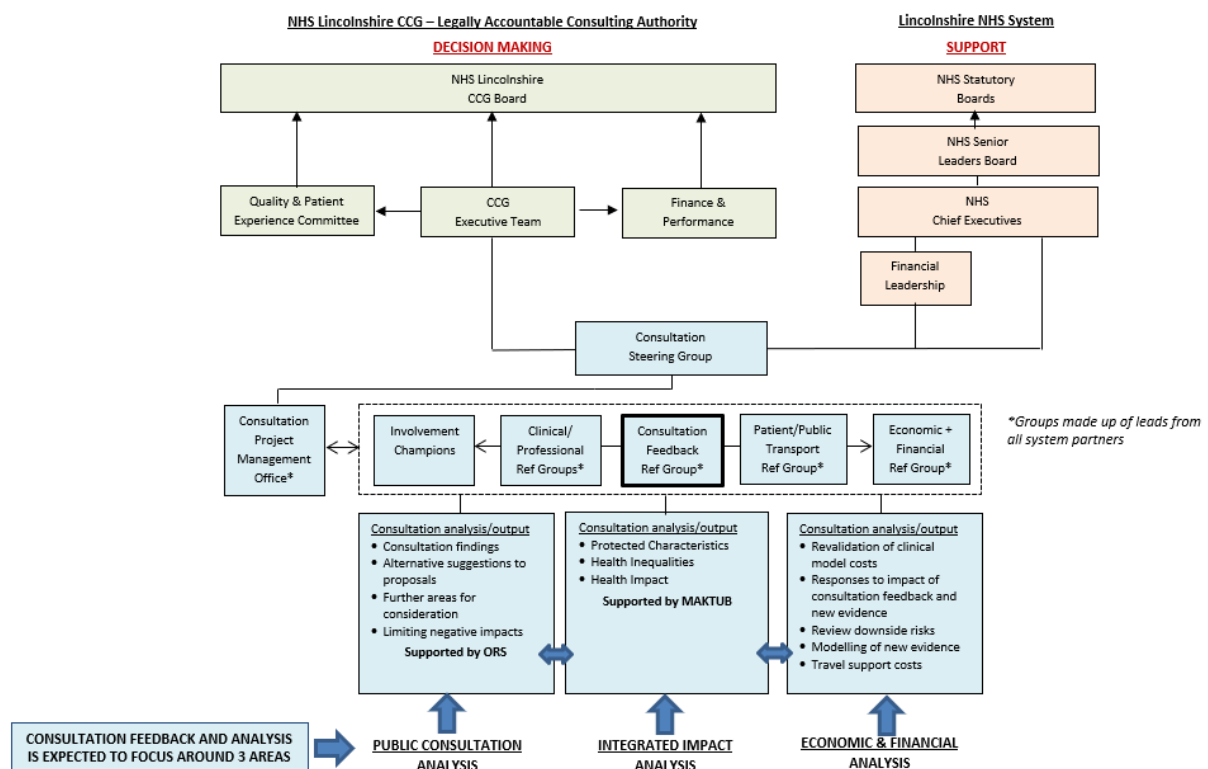 NHS Lincolnshire CCG – Legally Accountable Consulting Authority
DECISION MAKING
Lincolnshire NHS System
SUPPORT
NHS Lincolnshire
CCG Board
NHS Statutory
Boards
NHS Senior
Leaders Board
Quality & Patient
Experience Committee
CCG
Executive Team
Finance &
Performance
NHS
Chief Executives
Financial
Leadership
Consultation
Steering Group
Consultation
Project
Management
Office*
Involvement
Champions
Clinical/
Professional
Ref Groups*
Consultation
Feedback
Ref Group*
Patient/Public
Transport
Ref Group*
Economic +
Financial
Ref Group*
*Groups made up of leads from
all system partners
Consultation analysis/output
• Consultation findings
• Alternative suggestions to
proposals
• Further areas for
consideration
• Limiting negative impacts
Supported by ORS
Consultation analysis/output
• Protected Characteristics
• Health Inequalities
• Health Impact
Supported by MAKTUB
Consultation analysis/output
• Revalidation of clinical
model costs
• Responses to impact of
consultation feedback and
new evidence
• Review downside risks
• Modelling of new evidence
• Travel support costs
CONSULTATION FEEDBACK AND ANALYSIS
IS EXPECTED TO FOCUS AROUND 3 AREAS
PUBLIC CONSULTATION
ANALYSIS
INTEGRATED IMPACT
ANALYSIS
ECONOMIC & FINANCIAL
ANALYSIS